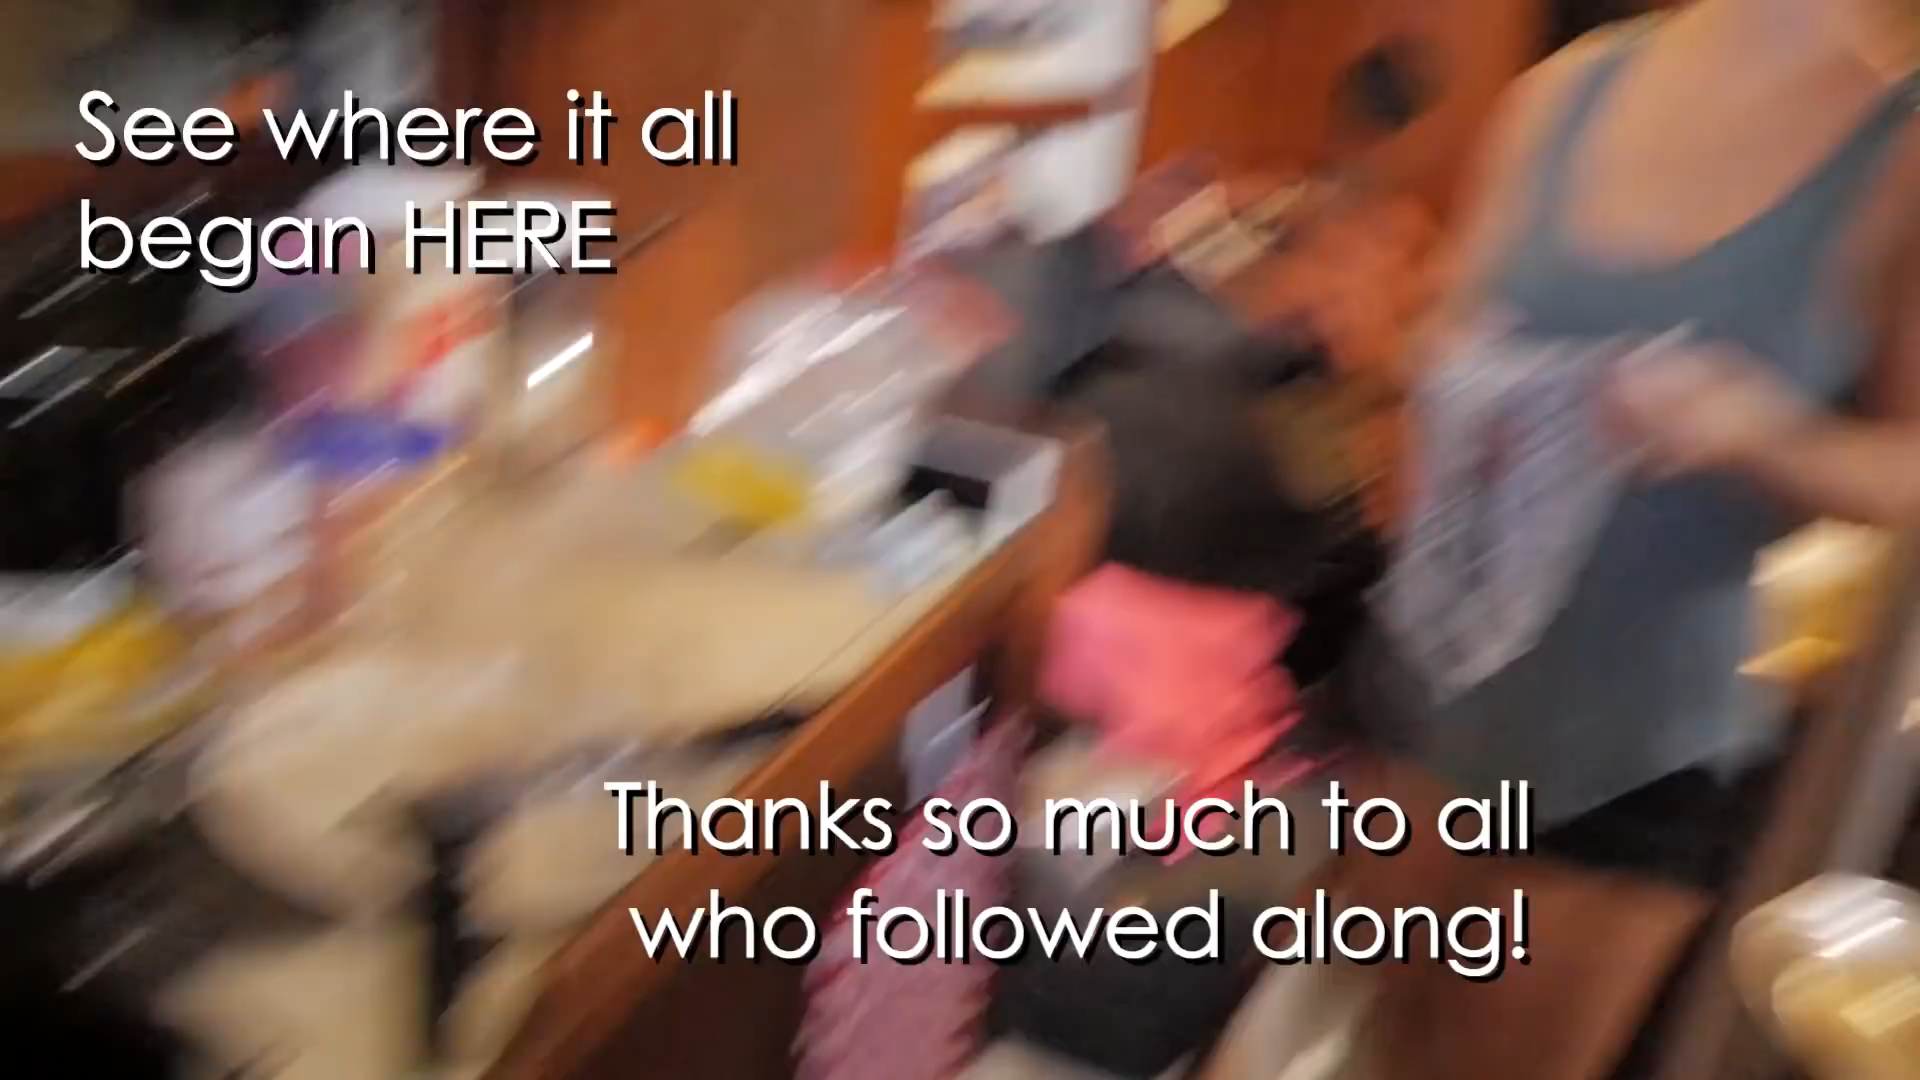 See where it all
began HERE
Thanks so much to all
who followed along!